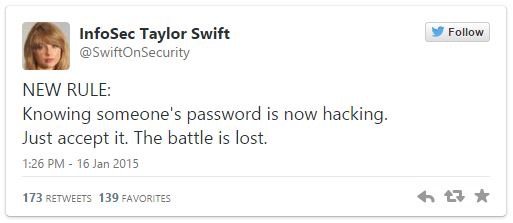 InfoSec Taylor Swift
@SwiftOnSecurity
Follow
NEW RULE:
Knowing someone's password is now hacking.
Just accept it. The battle is lost.
1:26 PM - 16 Jan 2015
173 RETWEETS 139 FAVORITES